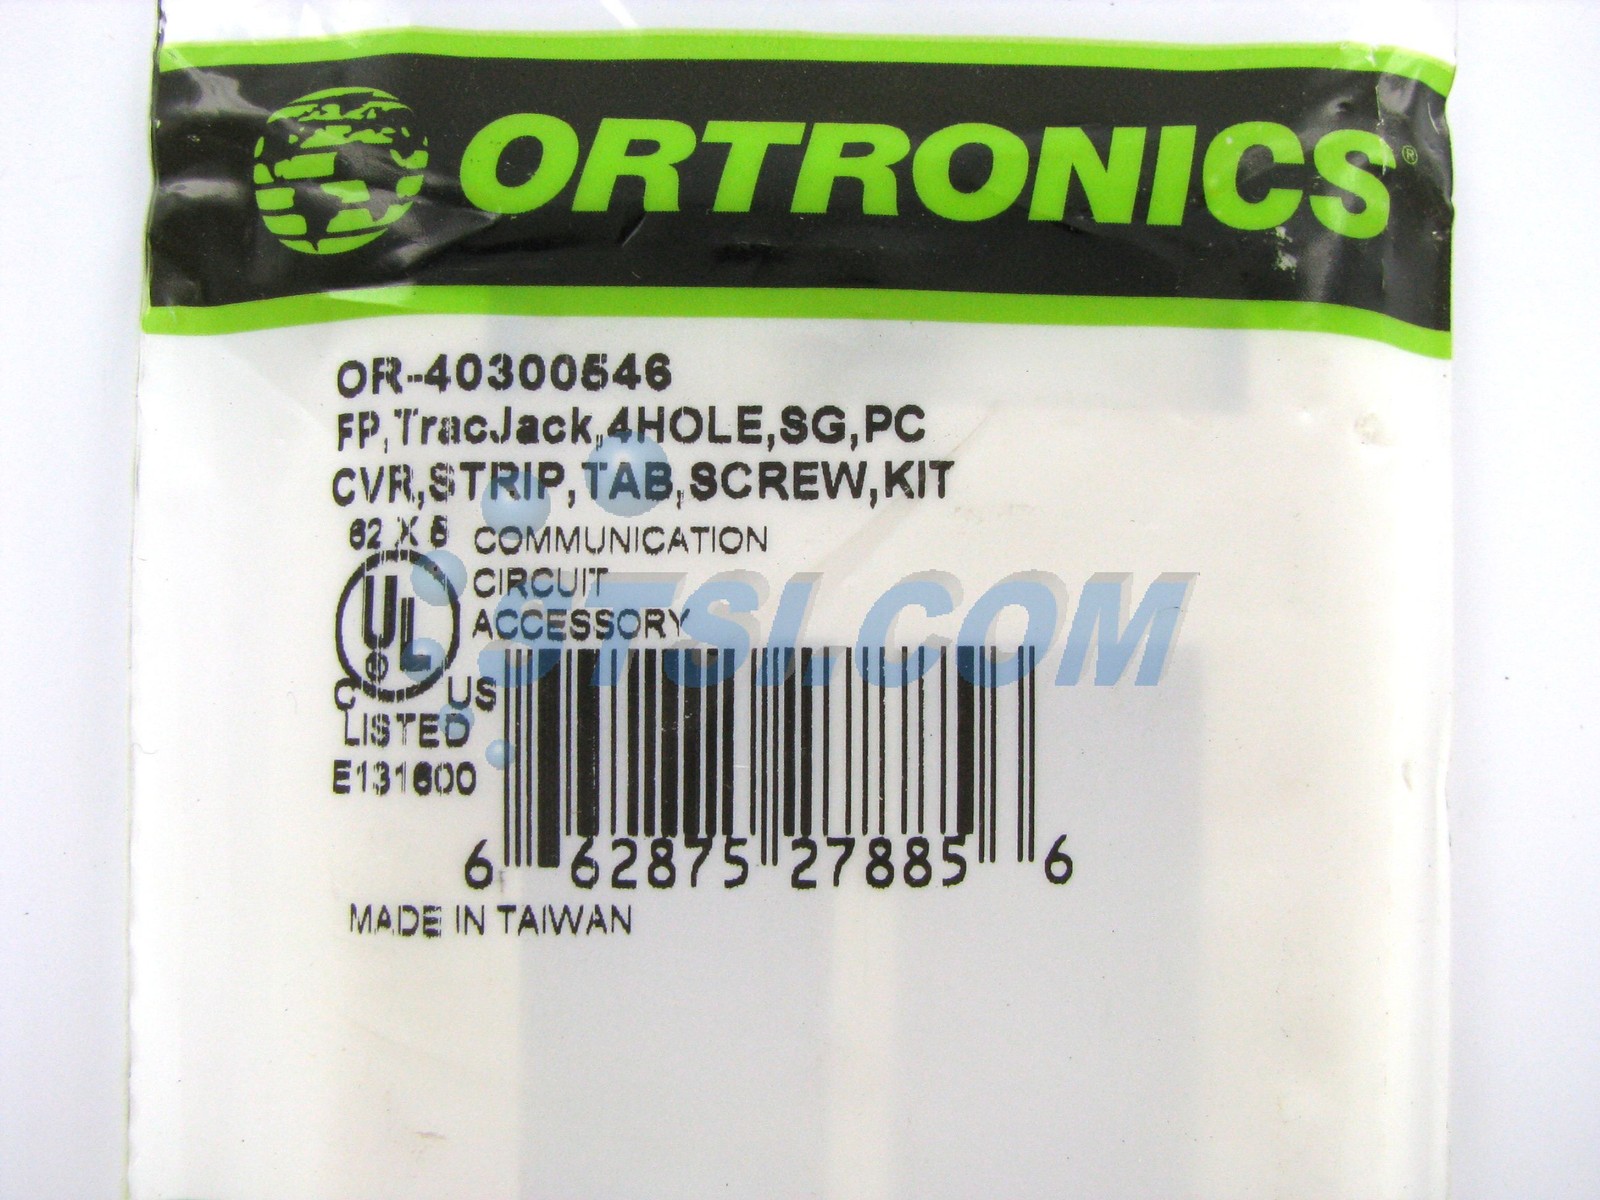 ORTRONICS®
OR-40300546
FP,TracJack,4HOLE,SG,PC
CVR,STRIP,TAB,SCREW,KIT
62 X 5
COMMUNICATION
CIRCUIT
ACCESSORY
UL
®
C US
LISTED
E131600
STSI.COM
6 62875 27885 6
MADE IN TAIWAN